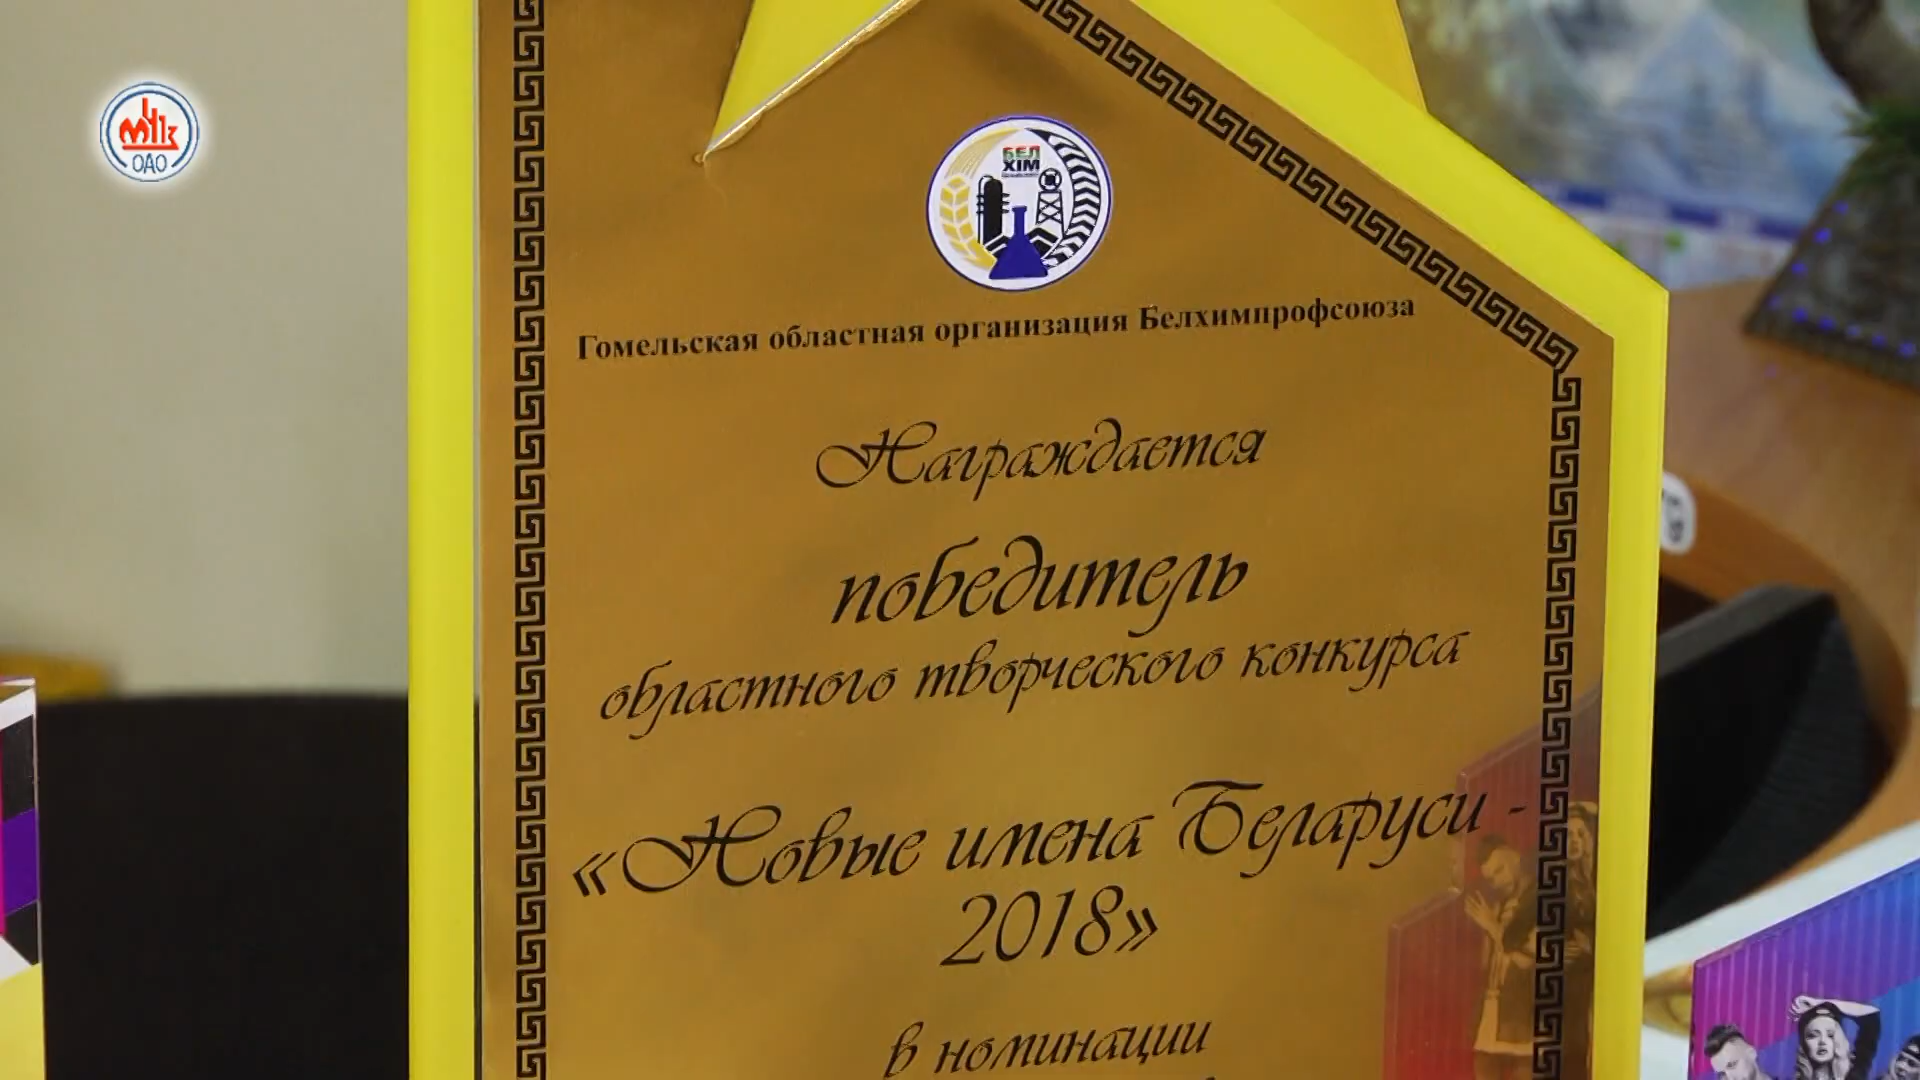 ОАО
БЕЛ
ХІМ
Гомельская областная организация Белхимпрофсоюза
Награждается
победитель
областного творческого конкурса
«Новые имена Беларуси -
2018»
в номинации